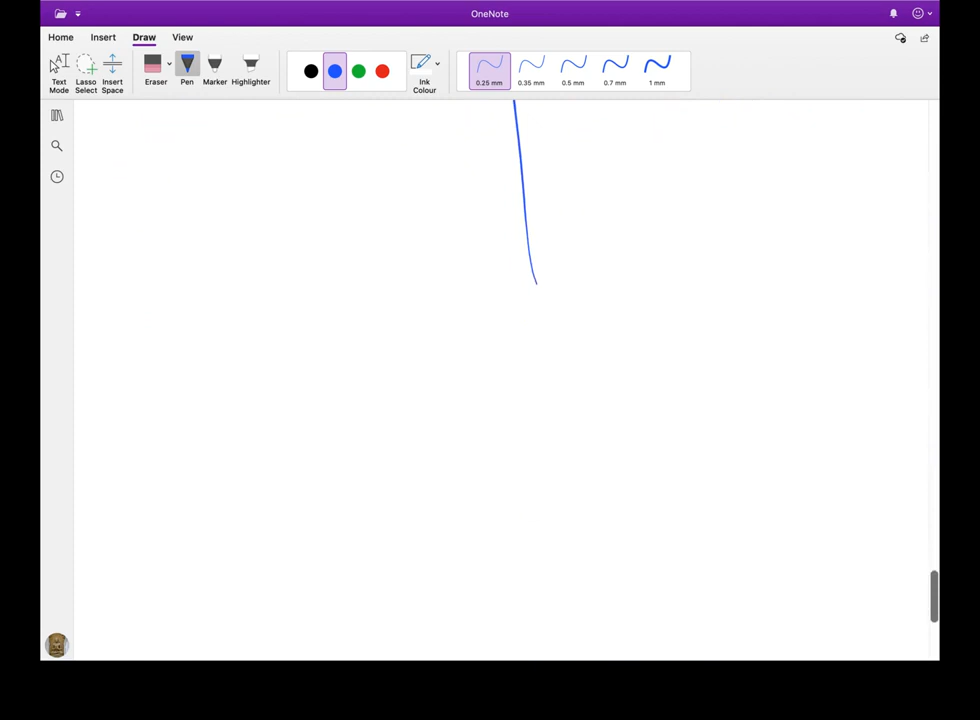 OneNote
Home Insert Draw View
Text Mode
Lasso Select
Insert Space
Eraser
Pen
Marker
Highlighter
Ink Colour
0.25 mm
0.35 mm
0.5 mm
0.7 mm
1 mm